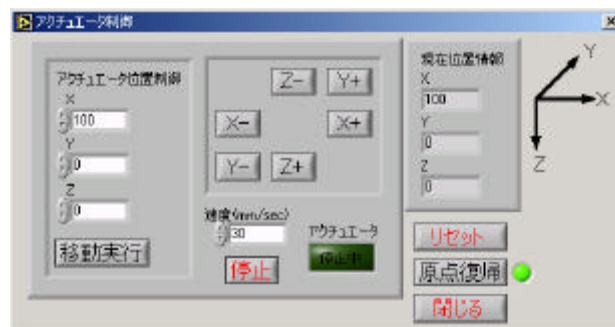 アクチュエータ制御
アクチュエータ位置制御
X
100
Y
0
Z
0
移動実行
Z- Y+
X- X+
Y- Z+
速度(mm/sec)
30
停止
アクチュエータ
停止中
現在位置情報
X
100
Y
0
Z
0
Y
X
Z
リセット
原点復帰
閉じる